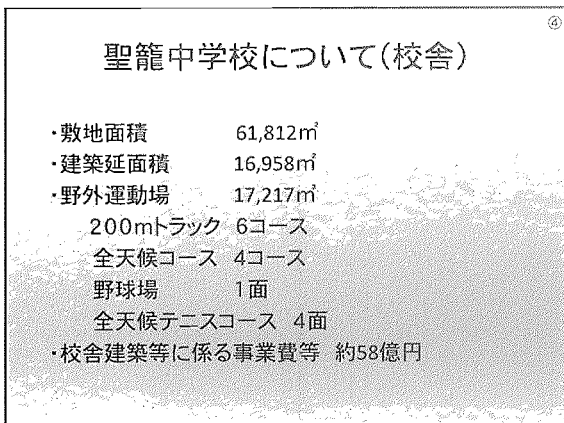 ④
聖籠中学校について(校舎)
・敷地面積 61,812㎡
・建築延面積 16,958㎡
・野外運動場 17,217㎡
200mトラック 6コース
全天候コース 4コース
野球場 1面
全天候テニスコース 4面
・校舎建築等に係る事業費等 約58億円